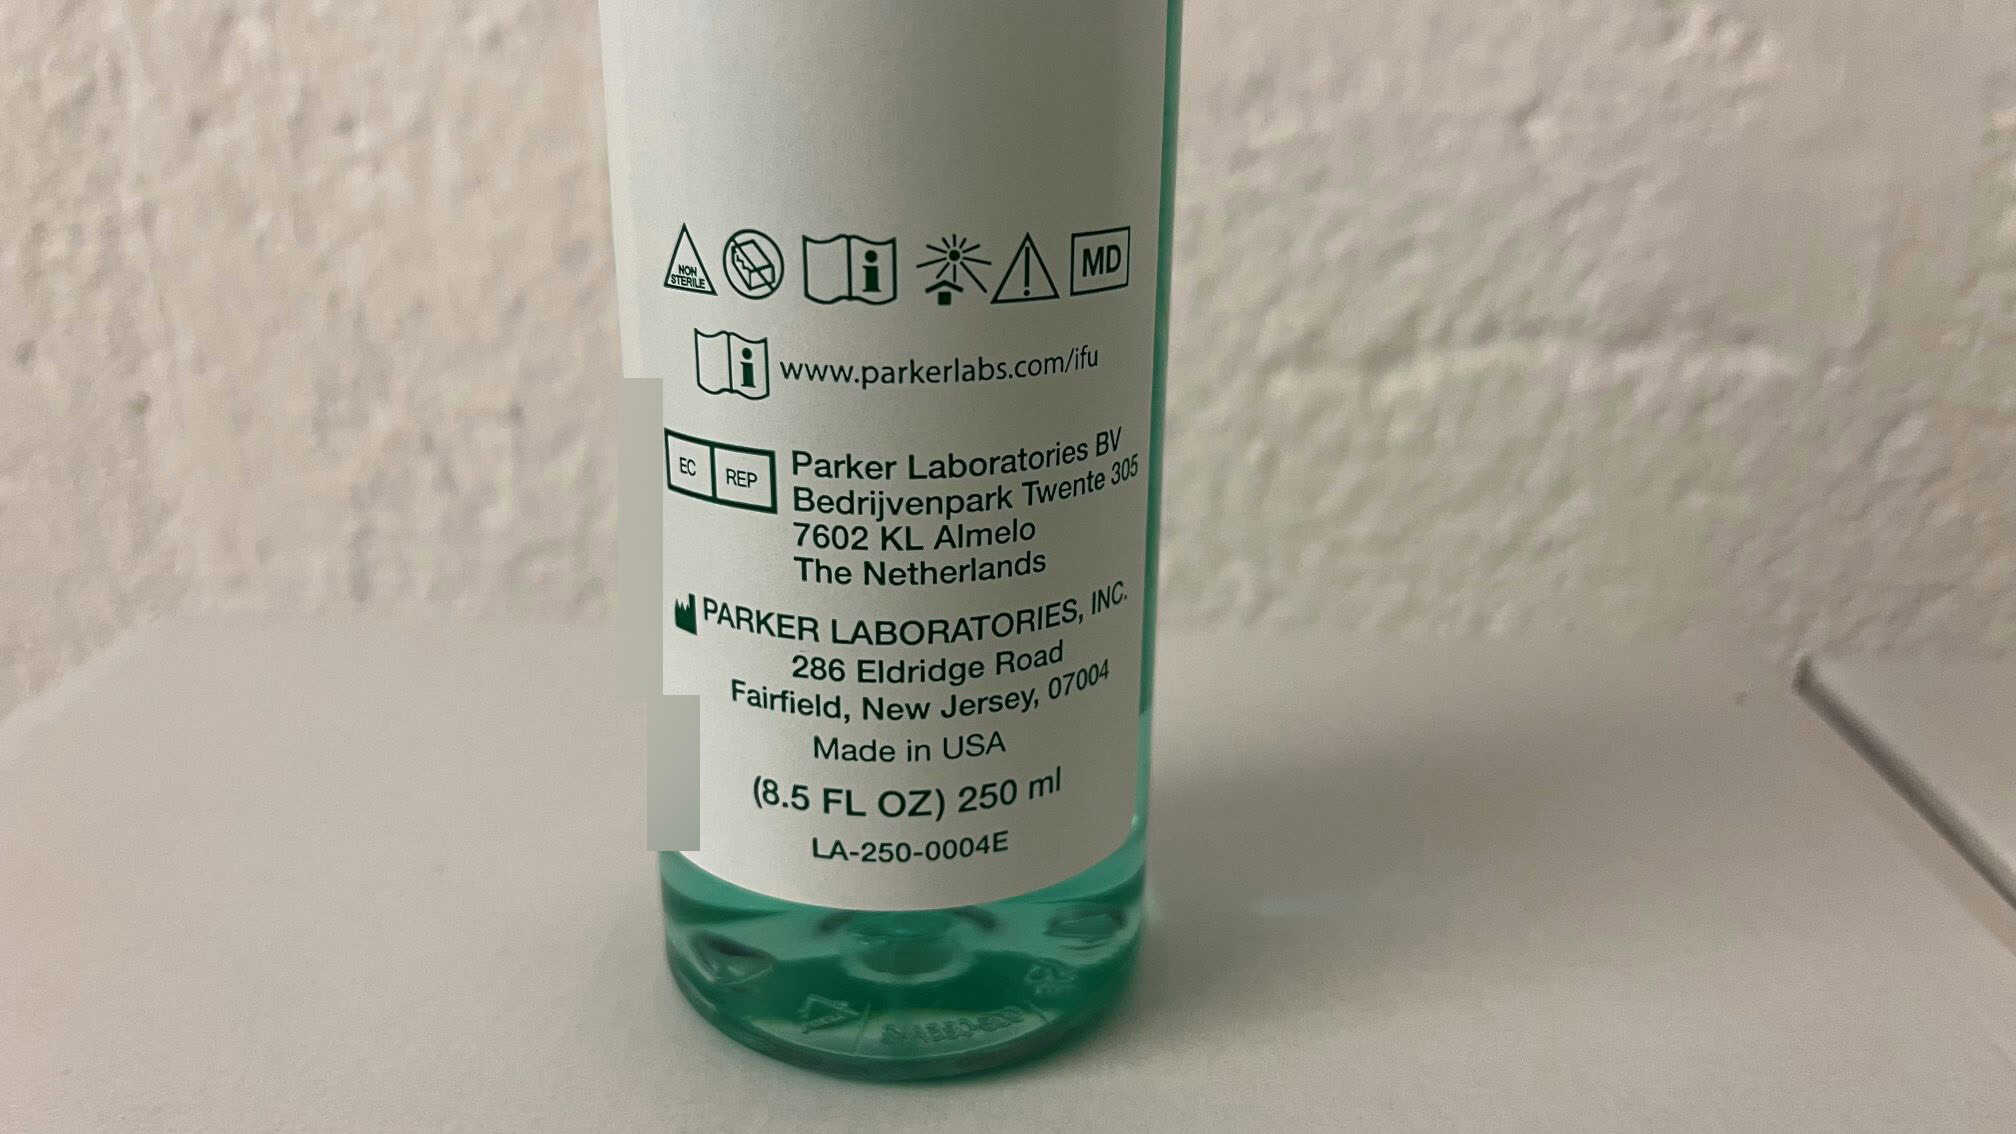 NON
STERILE
MD
www.parkerlabs.com/ifu
EC REP
Parker Laboratories BV
Bedrijvenpark Twente 305
7602 KL Almelo
The Netherlands
PARKER LABORATORIES, INC.
286 Eldridge Road
Fairfield, New Jersey, 07004
Made in USA
(8.5 FL OZ) 250 ml
LA-250-0004E